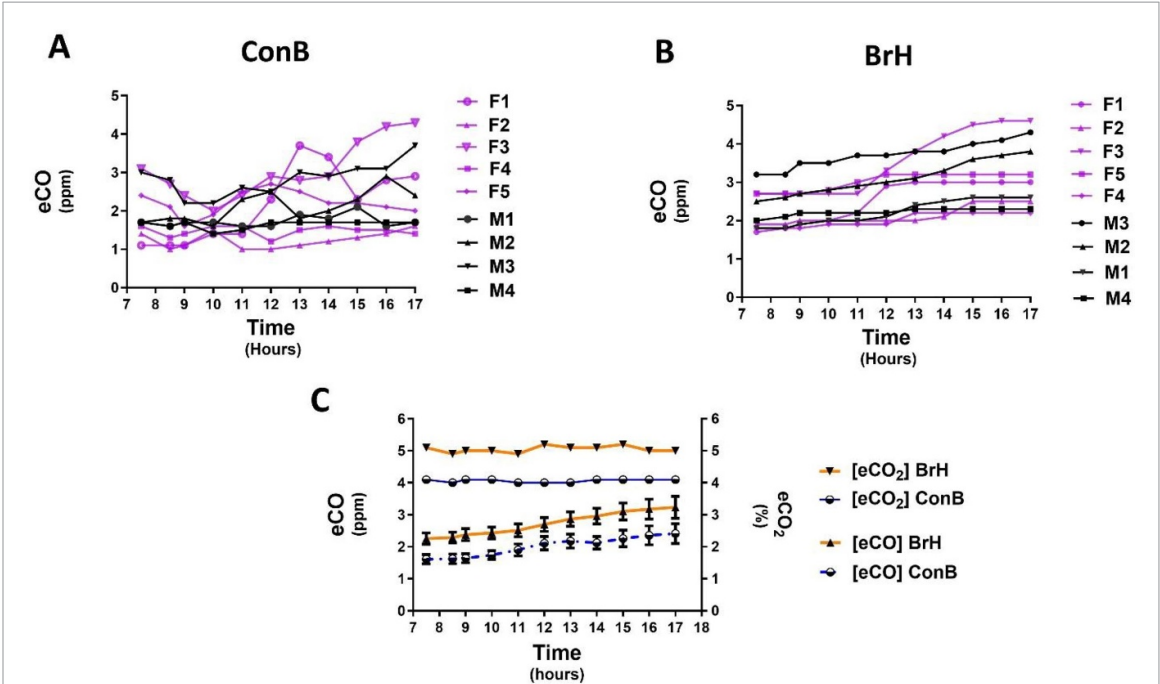 A
ConB
eCO
(ppm)
5
4
3
2
1
0
7 8 9 10 11 12 13 14 15 16 17
Time
(Hours)
F1
F2
F3
F4
F5
M1
M2
M3
M4
B
BrH
eCO
(ppm)
5
4
3
2
1
0
7 8 9 10 11 12 13 14 15 16 17
Time
(Hours)
F1
F2
F3
F5
F4
M3
M2
M1
M4
C
eCO
(ppm)
6
5
4
3
2
1
0
7 8 9 10 11 12 13 14 15 16 17 18
Time
(hours)
6
5
4
3
2
1
0
eCO₂
(%)
[eCO₂] BrH
[eCO₂] ConB
[eCO] BrH
[eCO] ConB